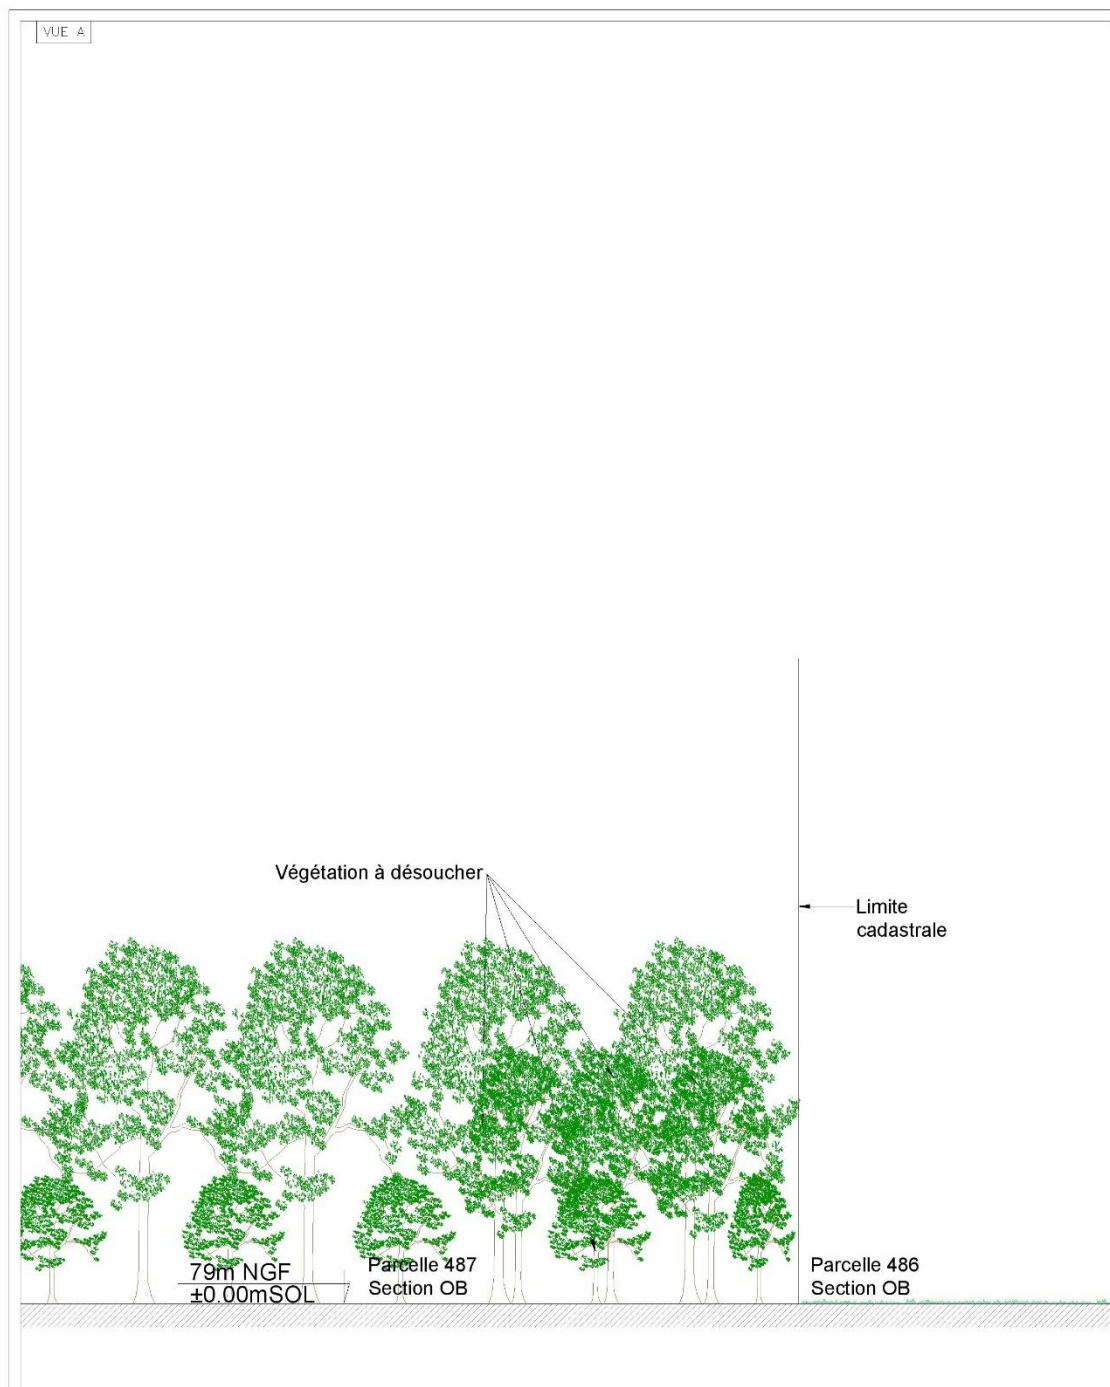 VUE A
Végétation à désoucher
Limite
cadastrale
79m NGF
±0.00mSOL
Parcelle 487
Section OB
Parcelle 486
Section OB